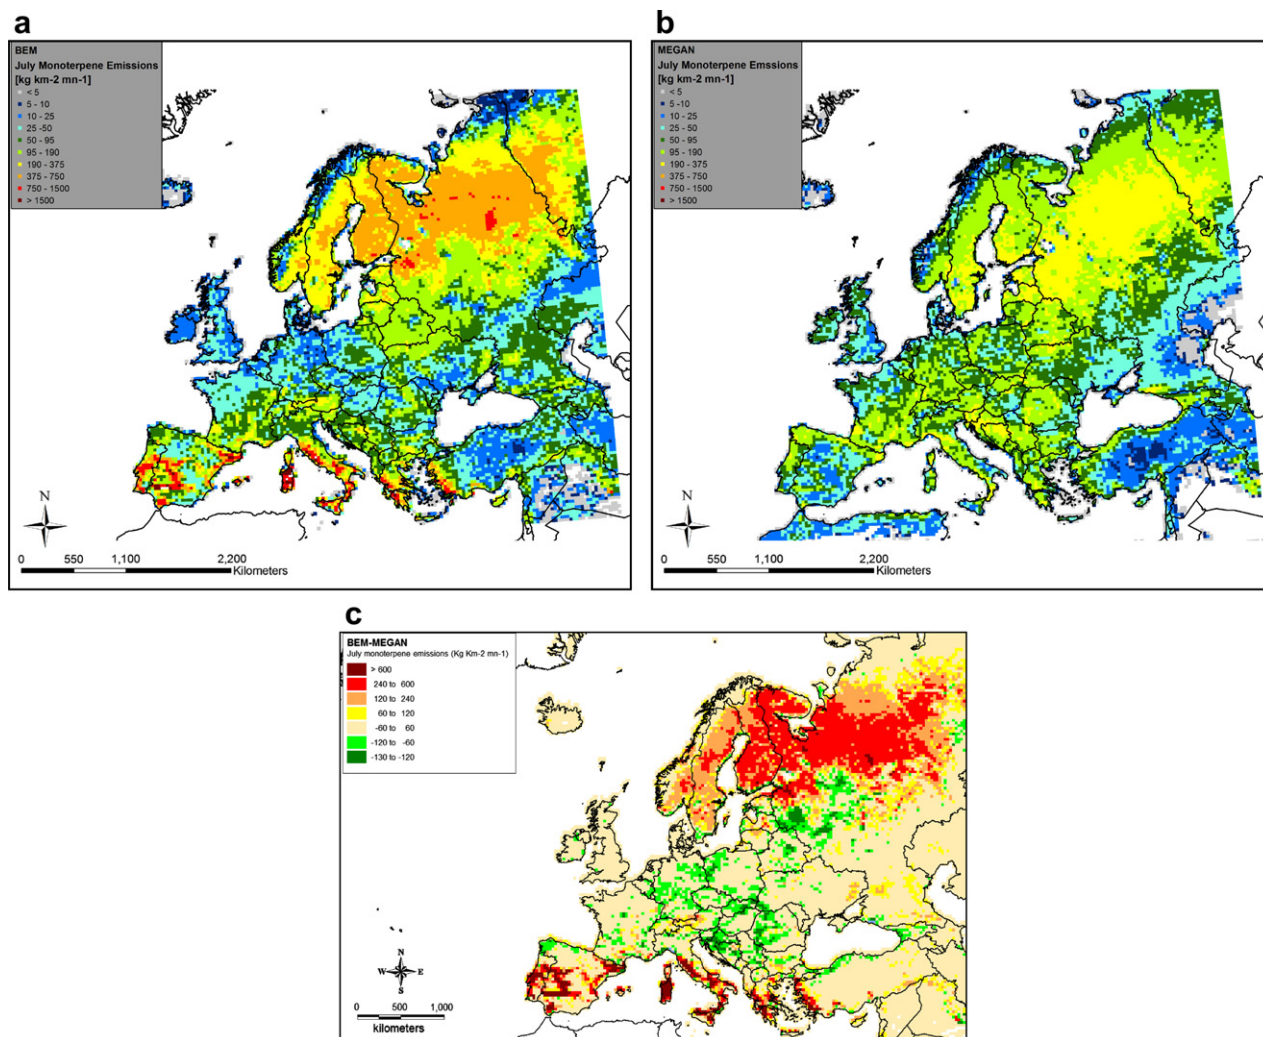 a
BEM
July Monoterpene Emissions
[kg km-2 mn-1]
< 5
5 - 10
10 - 25
25 -50
50 - 95
95 - 190
190 - 375
375 - 750
750 - 1500
> 1500
N
0 550 1,100 2,200
Kilometers
b
MEGAN
July Monoterpene Emssions
[kg km-2 mn-1]
< 5
5 -10
10 - 25
25 -50
50 - 95
95 - 190
190 - 375
375 - 750
750 - 1500
> 1500
N
0 550 1,100 2,200
Kilometers
c
BEM-MEGAN
July monoterpene emissions (Kg Km-2 mn-1)
> 600
240 to 600
120 to 240
60 to 120
-60 to 60
-120 to -60
-130 to -120
N
W E
S
0 500 1,000
kilometers